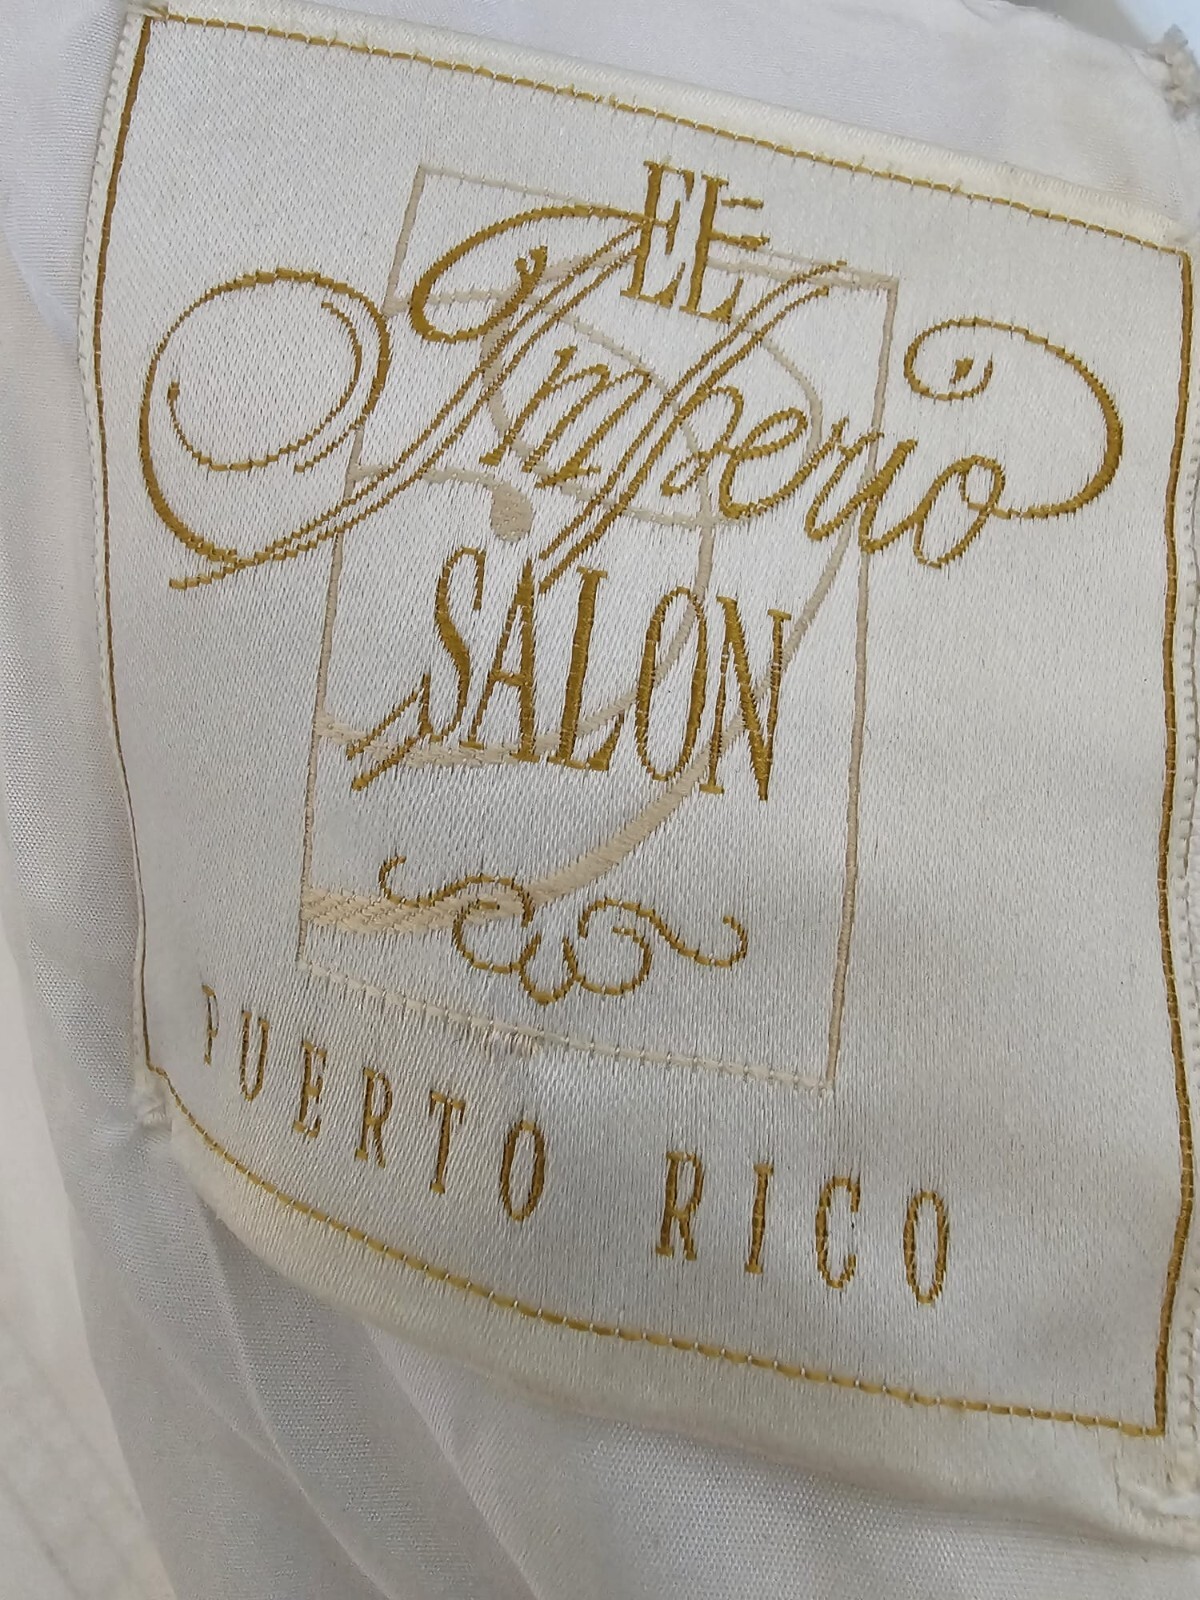 EL
Imperio
SALON
PUERTO RICO